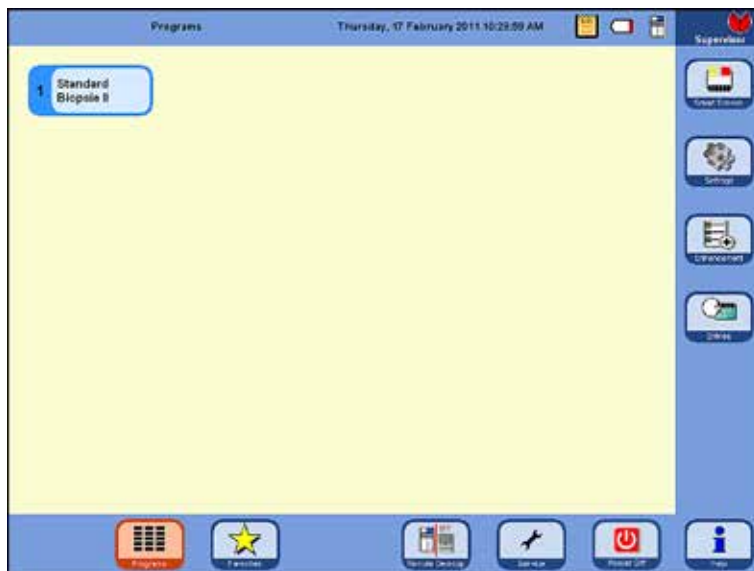 Programs
Thursday, 17 February 2011 10:29:59 AM
Supervisor
1
Standard
Biopsie II
Smart Screen
Settings
Enhancement
Entries
Programs
Favorites
Remote Desktop
Service
Power Off
Help